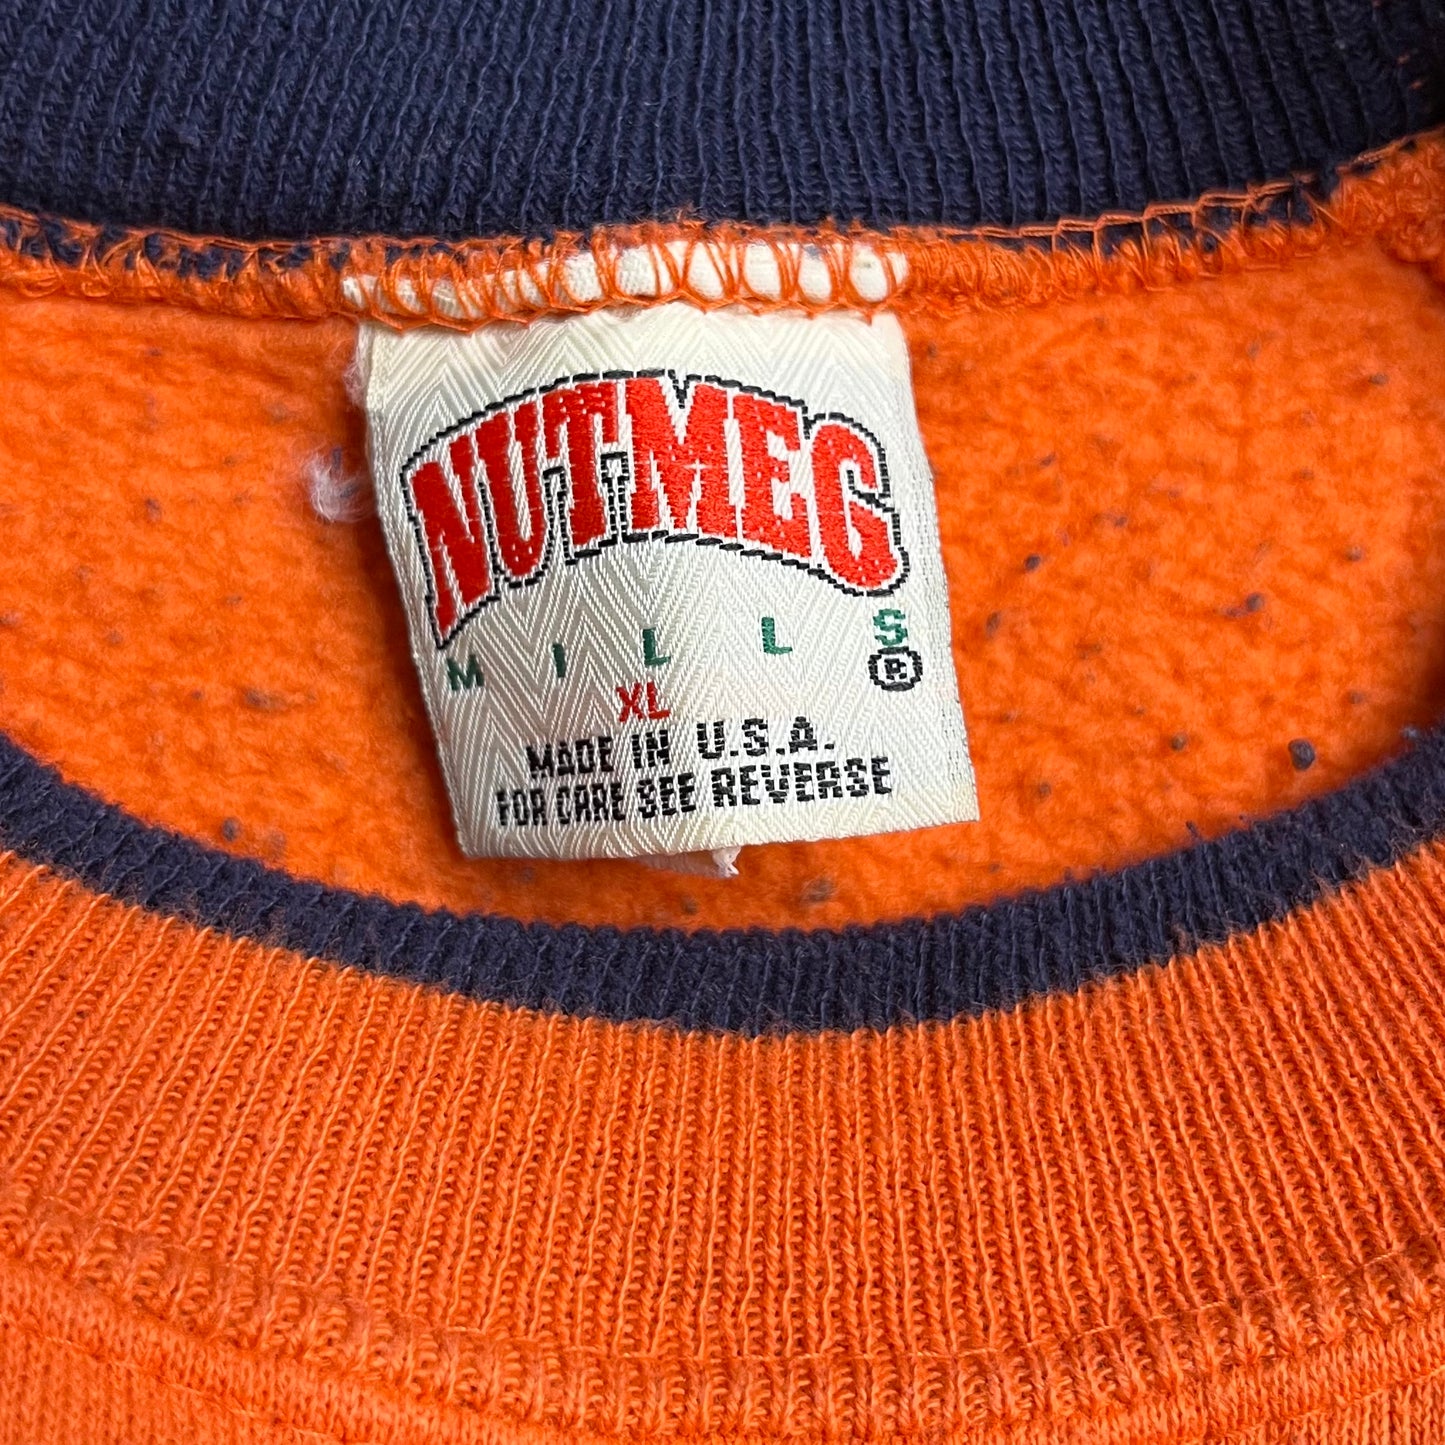 NUTMEG
MILLS ®
XL
MADE IN U.S.A.
FOR CARE SEE REVERSE